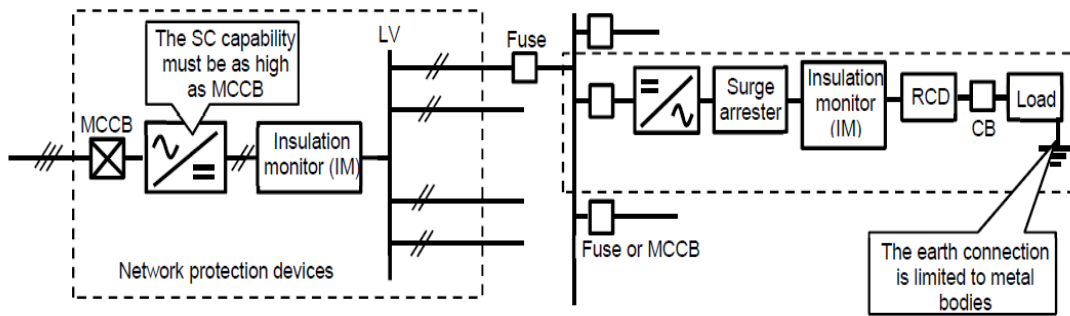 The SC capability
must be as high
as MCCB
MCCB
Insulation
monitor (IM)
Network protection devices
LV
Fuse
Surge
arrester
Insulation
monitor
(IM)
RCD
CB
Load
Fuse or MCCB
The earth connection
is limited to metal
bodies